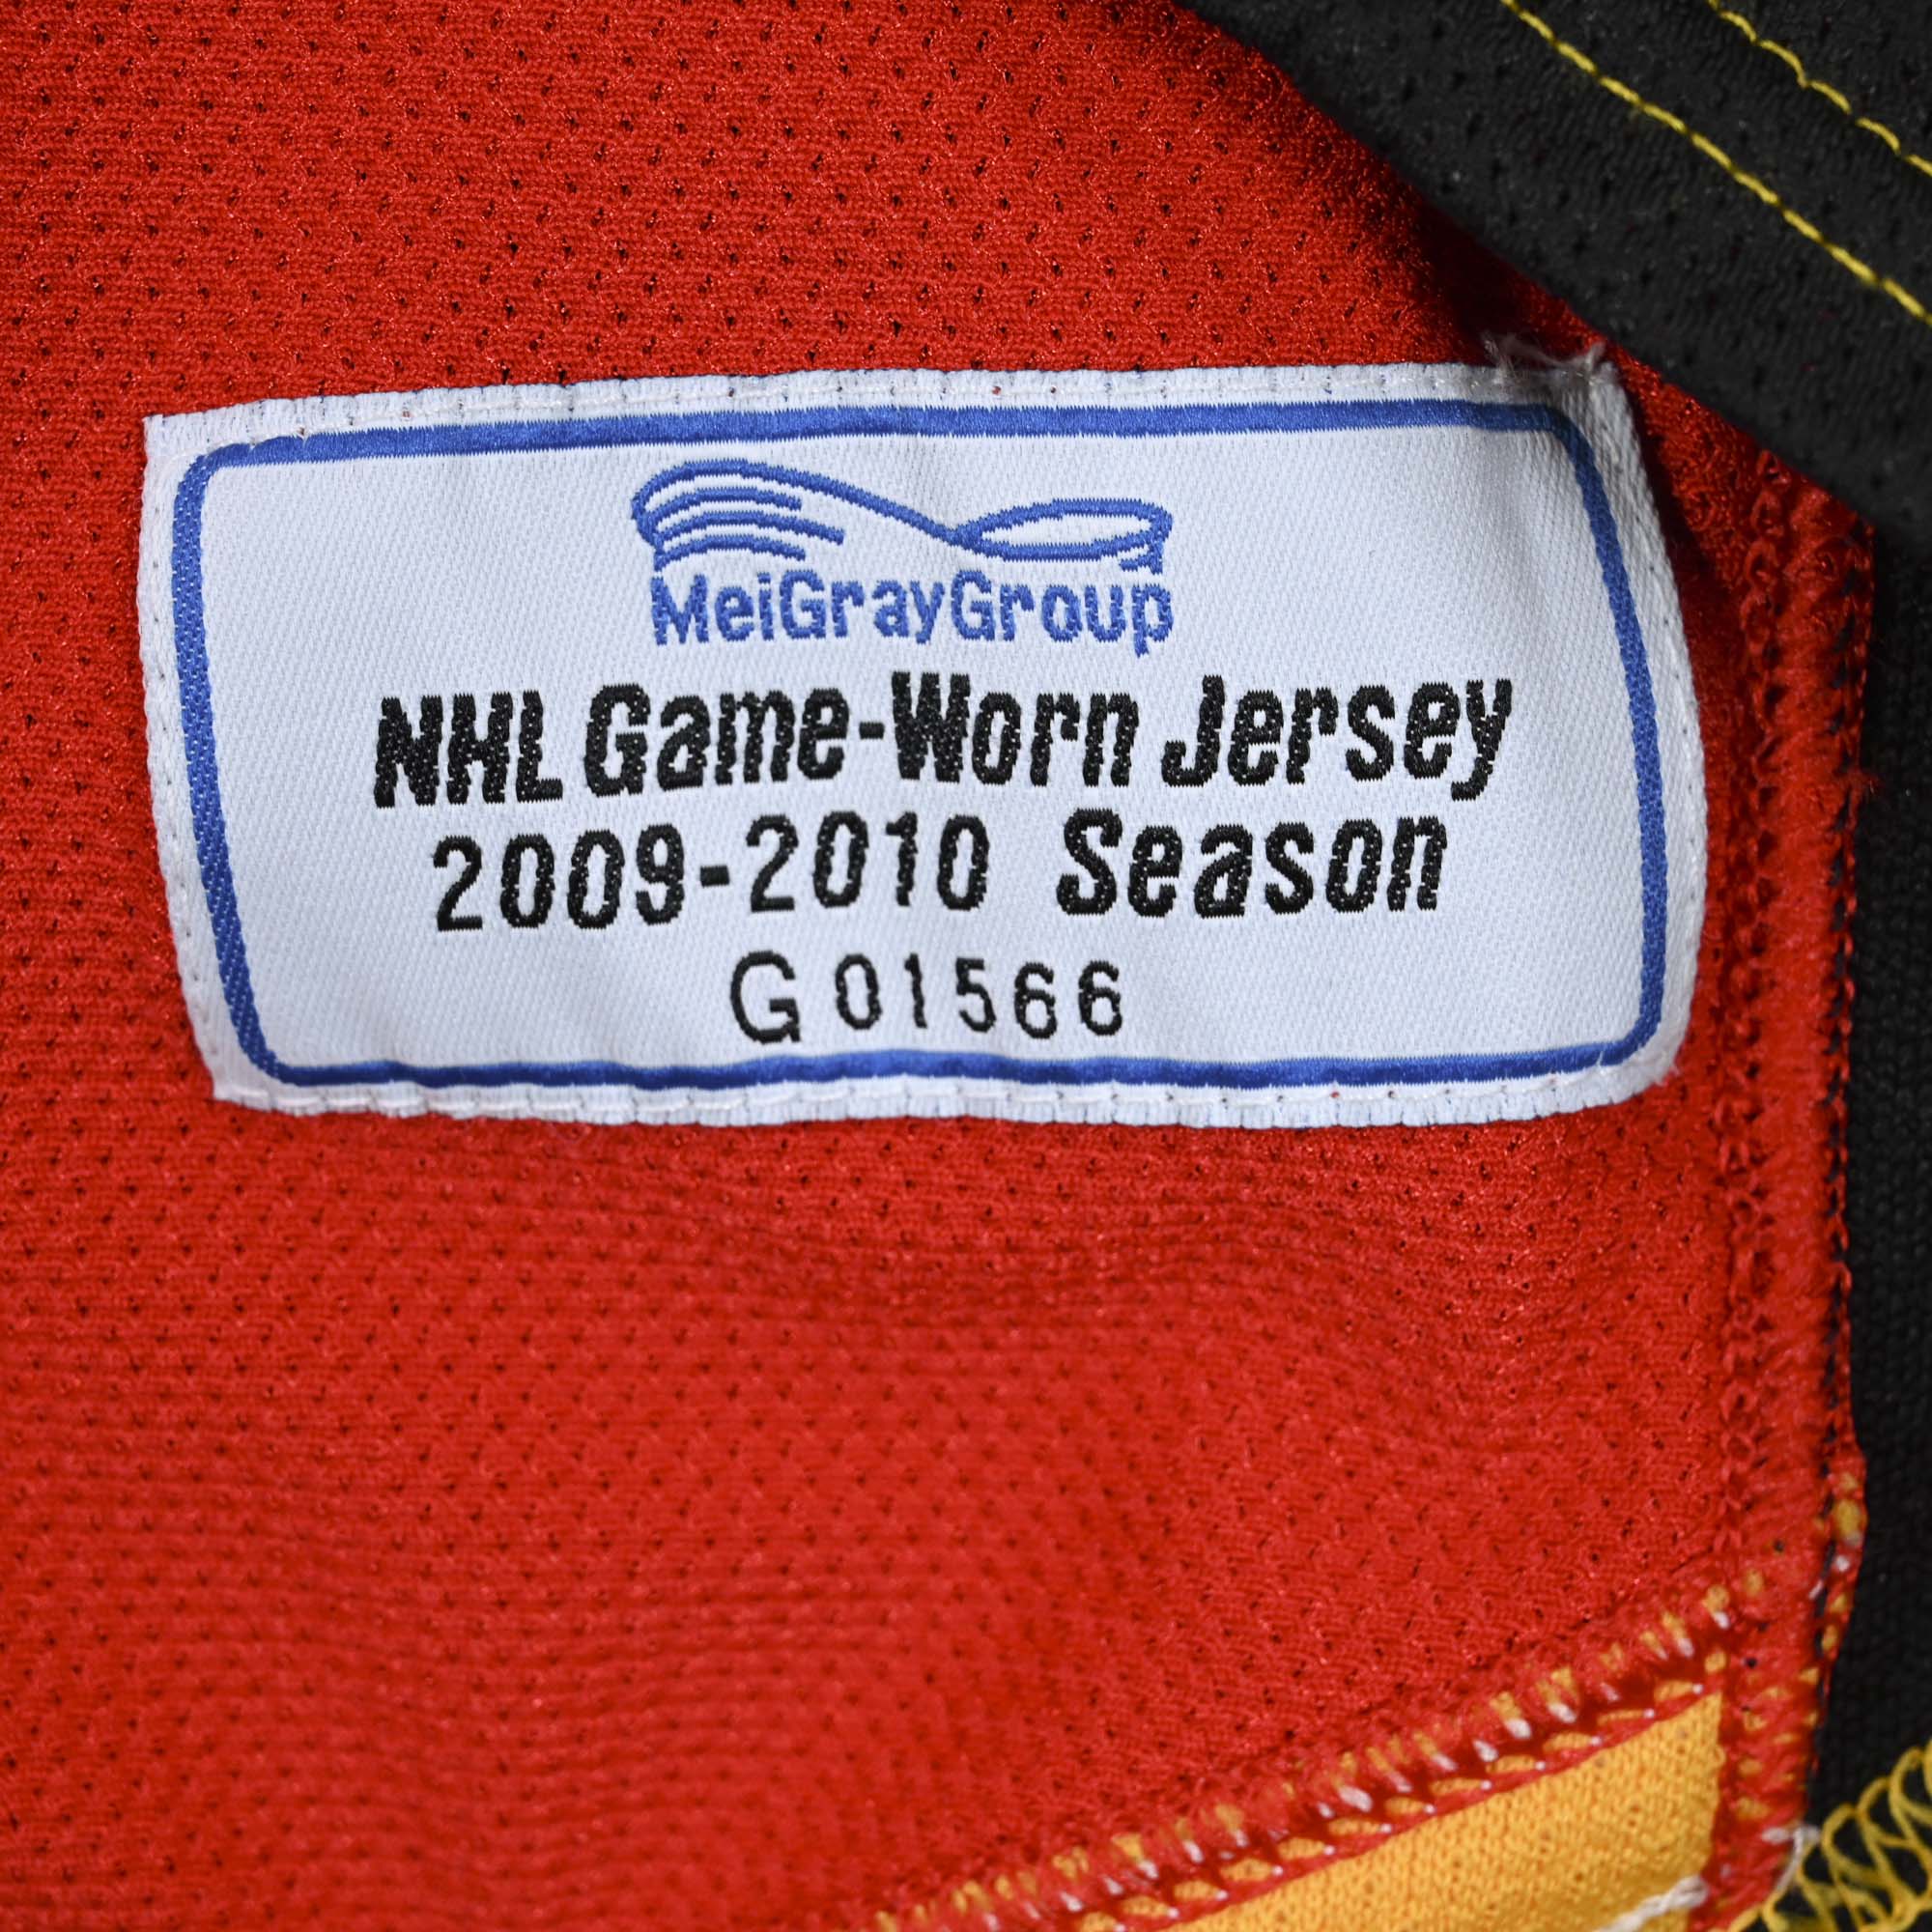 MeiGrayGroup
NHL Game-Worn Jersey
2009-2010 Season
G 01566